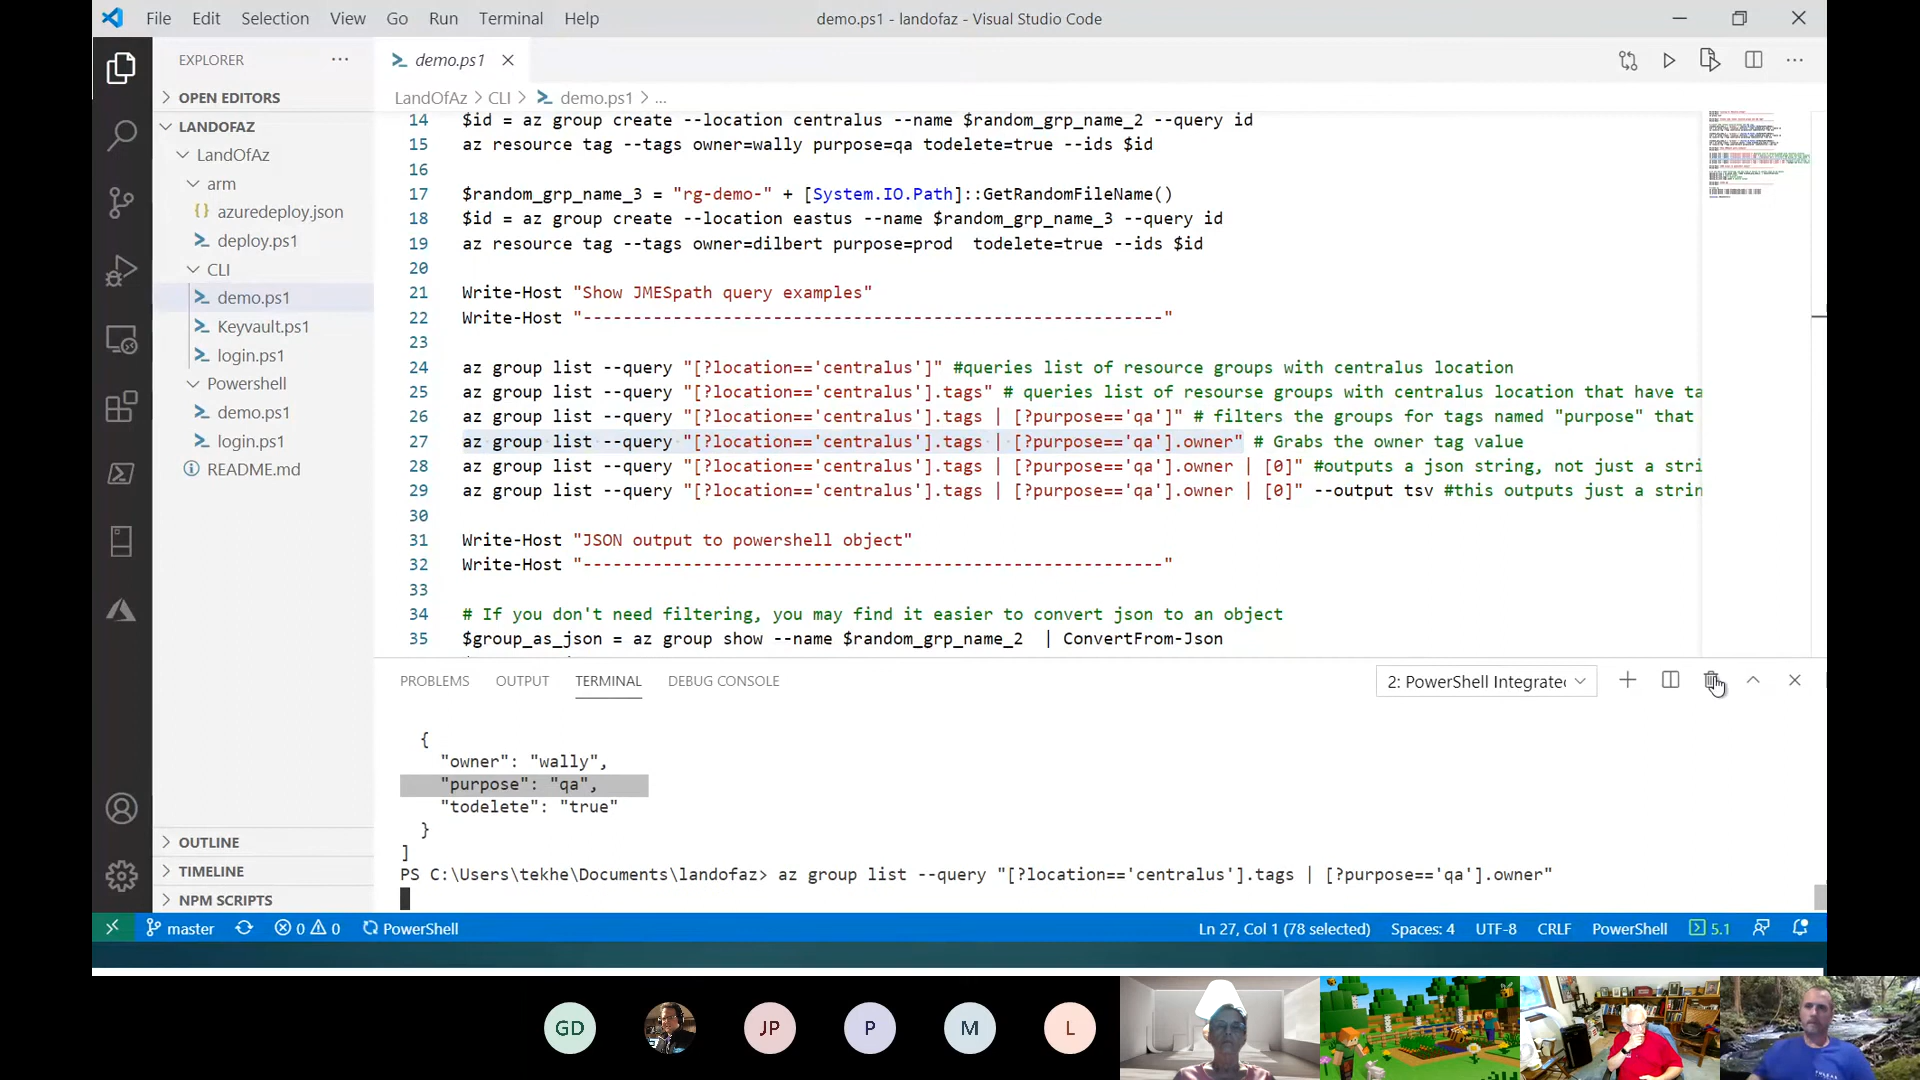 File Edit Selection View Go Run Terminal Help demo.ps1 - landofaz - Visual Studio Code
EXPLORER
demo.ps1
OPEN EDITORS
LandOfAz > CLI > demo.ps1 > ...
LANDOFAZ
LandOfAz
arm
azuredeploy.json
deploy.ps1
CLI
demo.ps1
Keyvault.ps1
login.ps1
Powershell
demo.ps1
login.ps1
README.md
OUTLINE
TIMELINE
NPM SCRIPTS
14 $id = az group create --location centralus --name $random_grp_name_2 --query id
15 az resource tag --tags owner=wally purpose=qa todelete=true --ids $id
16
17 $random_grp_name_3 = "rg-demo-" + [System.IO.Path]::GetRandomFileName()
18 $id = az group create --location eastus --name $random_grp_name_3 --query id
19 az resource tag --tags owner=dilbert purpose=prod  todelete=true --ids $id
20
21 Write-Host "Show JMESpath query examples"
22 Write-Host "----------------------------------------------------------"
23
24 az group list --query "[?location=='centralus']" #queries list of resource groups with centralus location
25 az group list --query "[?location=='centralus'].tags" # queries list of resourse groups with centralus location that have ta
26 az group list --query "[?location=='centralus'].tags | [?purpose=='qa']" # filters the groups for tags named "purpose" that
27 az group list --query "[?location=='centralus'].tags | [?purpose=='qa'].owner" # Grabs the owner tag value
28 az group list --query "[?location=='centralus'].tags | [?purpose=='qa'].owner | [0]" #outputs a json string, not just a stri
29 az group list --query "[?location=='centralus'].tags | [?purpose=='qa'].owner | [0]" --output tsv #this outputs just a strin
30
31 Write-Host "JSON output to powershell object"
32 Write-Host "----------------------------------------------------------"
33
34 # If you don't need filtering, you may find it easier to convert json to an object
35 $group_as_json = az group show --name $random_grp_name_2  | ConvertFrom-Json
PROBLEMS OUTPUT TERMINAL DEBUG CONSOLE 2: PowerShell Integrated
{
"owner": "wally",
"purpose": "qa",
"todelete": "true"
}
]
PS C:\Users\tekhe\Documents\landofaz> az group list --query "[?location=='centralus'].tags | [?purpose=='qa'].owner"
master 0 0 PowerShell Ln 27, Col 1 (78 selected) Spaces: 4 UTF-8 CRLF PowerShell 5.1
GD JP P M L